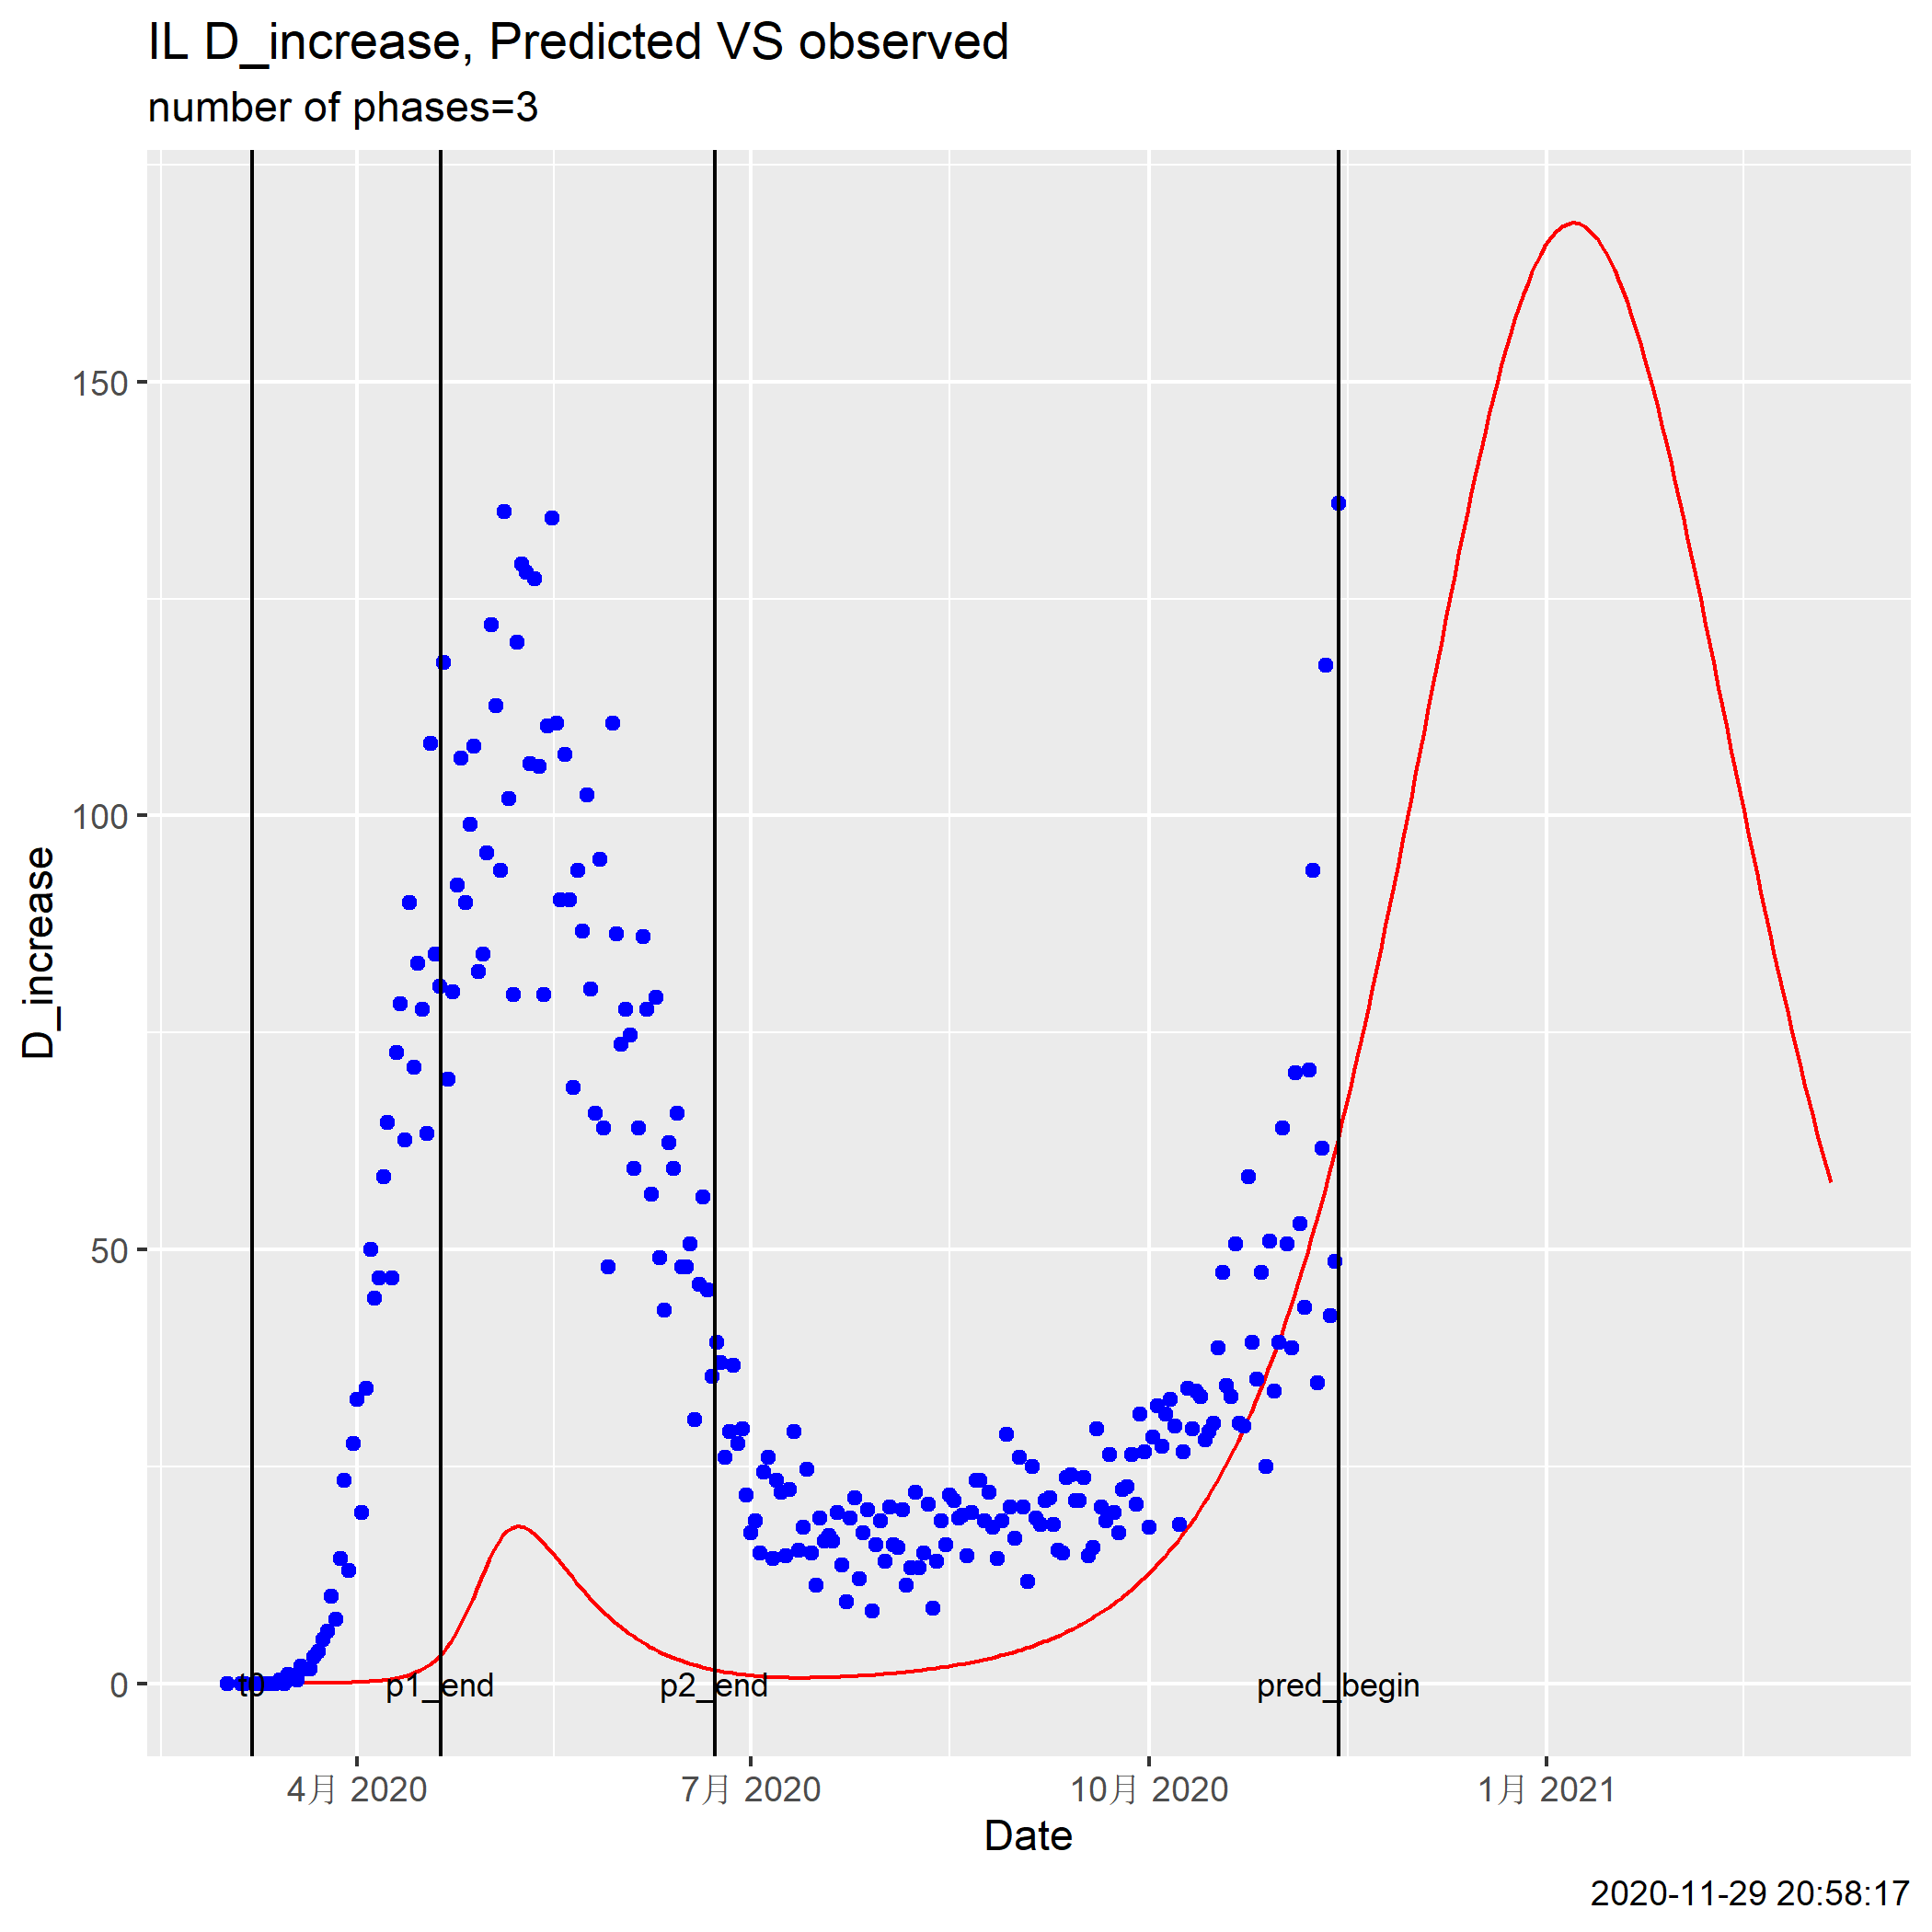 IL D_increase, Predicted VS observed
number of phases=3
150
100
50
0
D_increase
t0
p1_end
p2_end
pred_begin
4月 2020
7月 2020
10月 2020
1月 2021
Date
2020-11-29 20:58:17